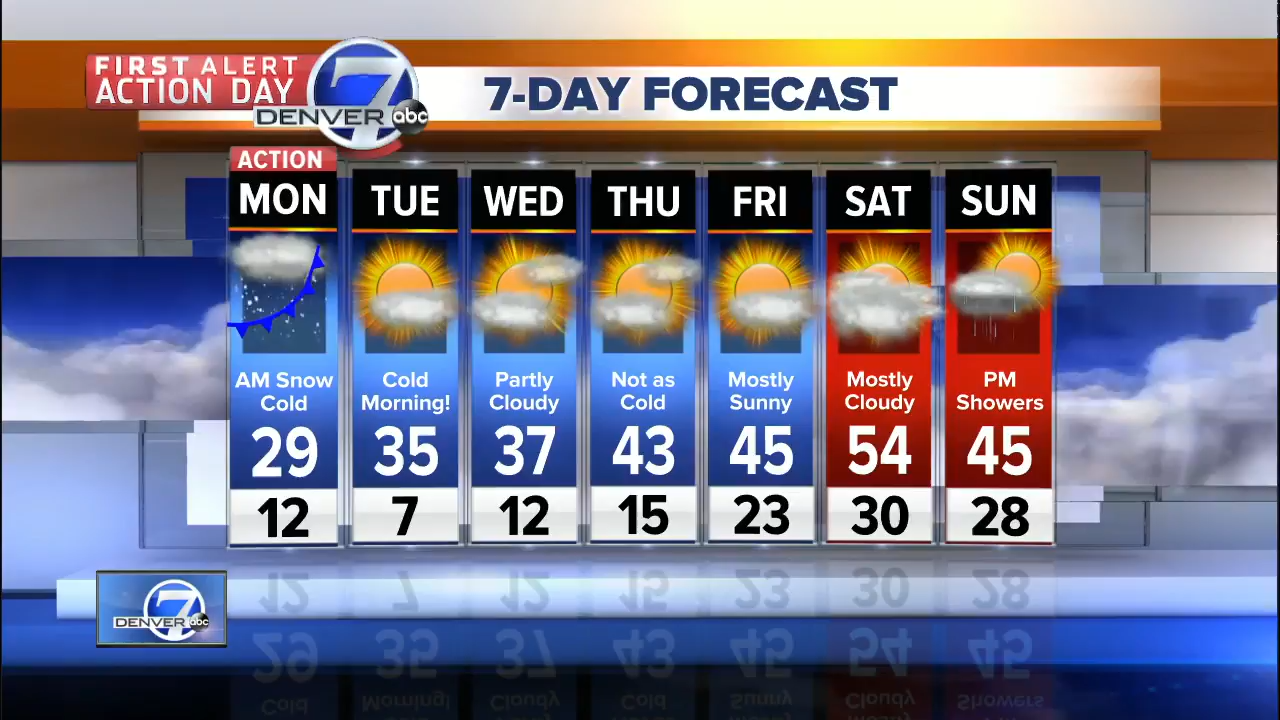 FIRST ALERT
ACTION DAY
7
DENVER abc
7-DAY FORECAST
ACTION
MON
TUE
WED
THU
FRI
SAT
SUN
AM Snow
Cold
Cold
Morning!
Partly
Cloudy
Not as
Cold
Mostly
Sunny
Mostly
Cloudy
PM
Showers
29
35
37
43
45
54
45
12
7
12
15
23
30
28
7
DENVER abc